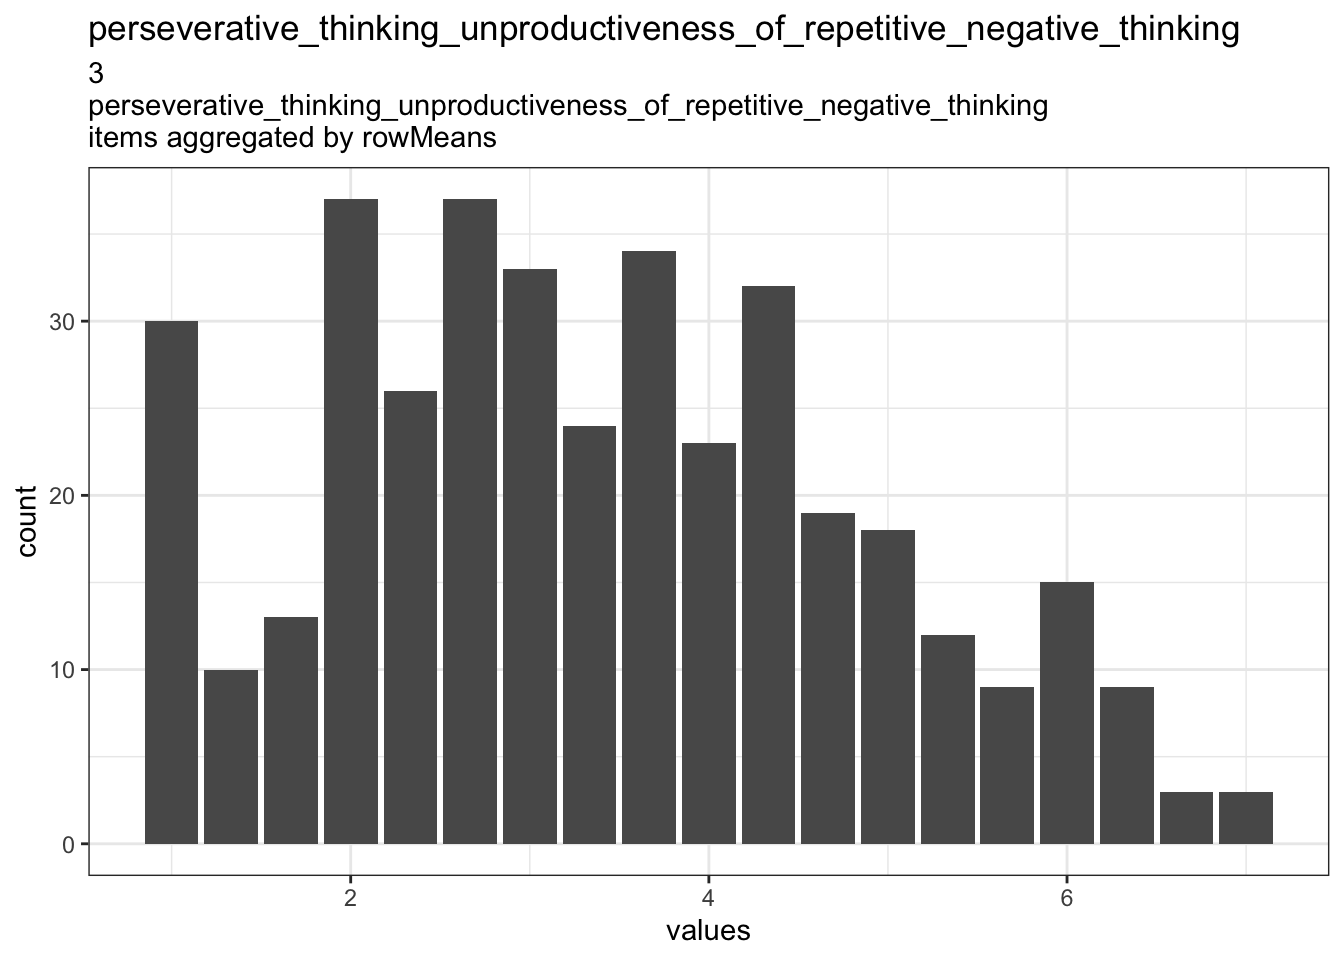 perseverative_thinking_unproductiveness_of_repetitive_negative_thinking
3
perseverative_thinking_unproductiveness_of_repetitive_negative_thinking
items aggregated by rowMeans
30
20
10
0
count
2 4 6
values